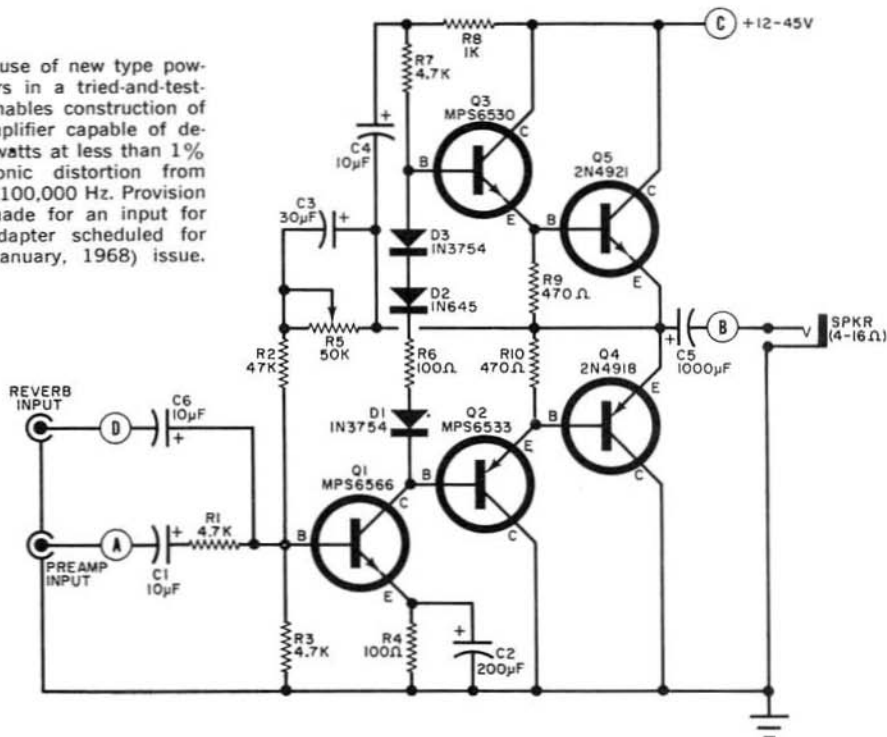 use of new type pow-
rs in a tried-and-test-
nables construction of
mplifier capable of de-
watts at less than 1%
onic distortion from
100,000 Hz. Provision
nade for an input for
dapter scheduled for
anuary, 1968) issue.
C +12-45V
R8
1K
R7
4.7K
Q3
MPS6530
C
B
E
Q5
2N4921
C
B
E
C4
10µF
+
C3
30µF
+
D3
1N3754
D2
1N645
R9
470Ω
R5
50K
R2
47K
R6
100Ω
R10
470Ω
Q4
2N4918
E
B
C
+
C5
1000µF
B
SPKR
(4-16Ω)
REVERB
INPUT
D
C6
10µF
+
D1
1N3754
Q2
MPS6533
E
B
C
Q1
MPS6566
C
B
E
PREAMP
INPUT
A
C1
10µF
+
R1
4.7K
R3
4.7K
R4
100Ω
+
C2
200µF